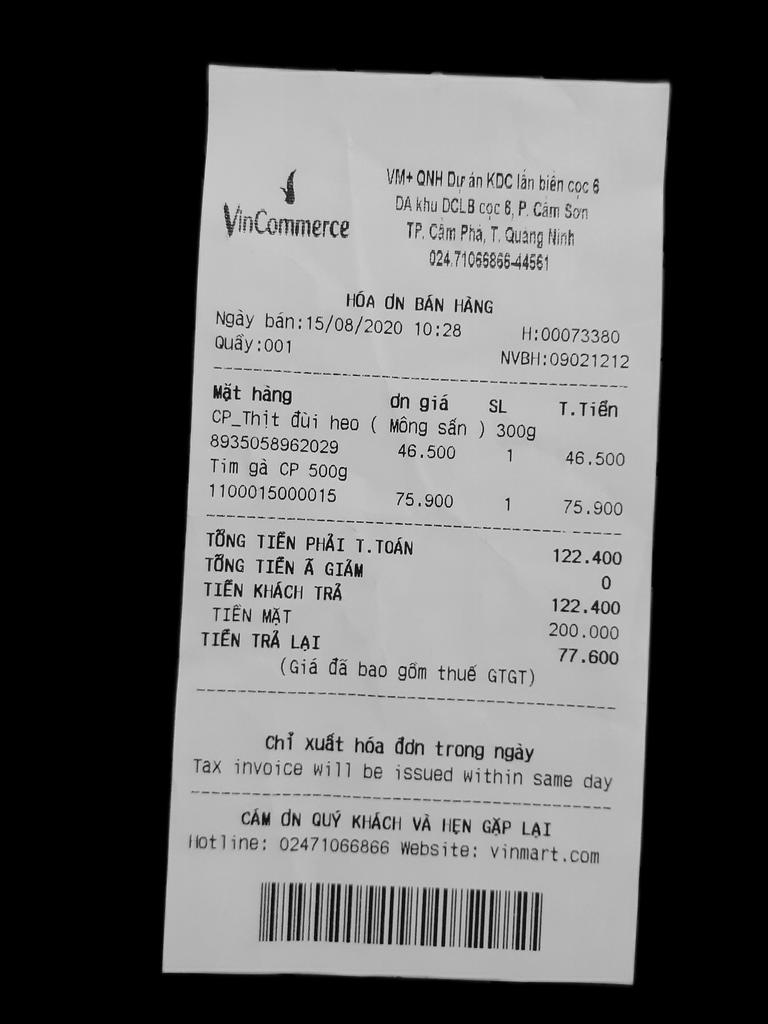 VinCommerce
VM+ QNH Dự án KDC lấn biên cọc 6
DA khu DCLB cọc 6, P. Cẩm Sơn
TP. Cẩm Phả, T. Quảng Ninh
024.71066866-44561
HÓA ƠN BÁN HÀNG
Ngày bán:15/08/2020 10:28 H:00073380
Quầy:001 NVBH:09021212
Mặt hàng ơn giá SL T.Tiền
CP_Thịt đùi heo ( Mông sấn ) 300g
8935058962029 46.500 1 46.500
Tim gà CP 500g
1100015000015 75.900 1 75.900
TỔNG TIỀN PHẢI T.TOÁN 122.400
TỔNG TIỀN Ã GIẢM 0
TIỀN KHÁCH TRẢ 122.400
TIỀN MẶT 200.000
TIỀN TRẢ LẠI 77.600
(Giá đã bao gồm thuế GTGT)
Chỉ xuất hóa đơn trong ngày
Tax invoice will be issued within same day
CÁM ƠN QUÝ KHÁCH VÀ HẸN GẶP LẠI
Hotline: 02471066866 Website: vinmart.com